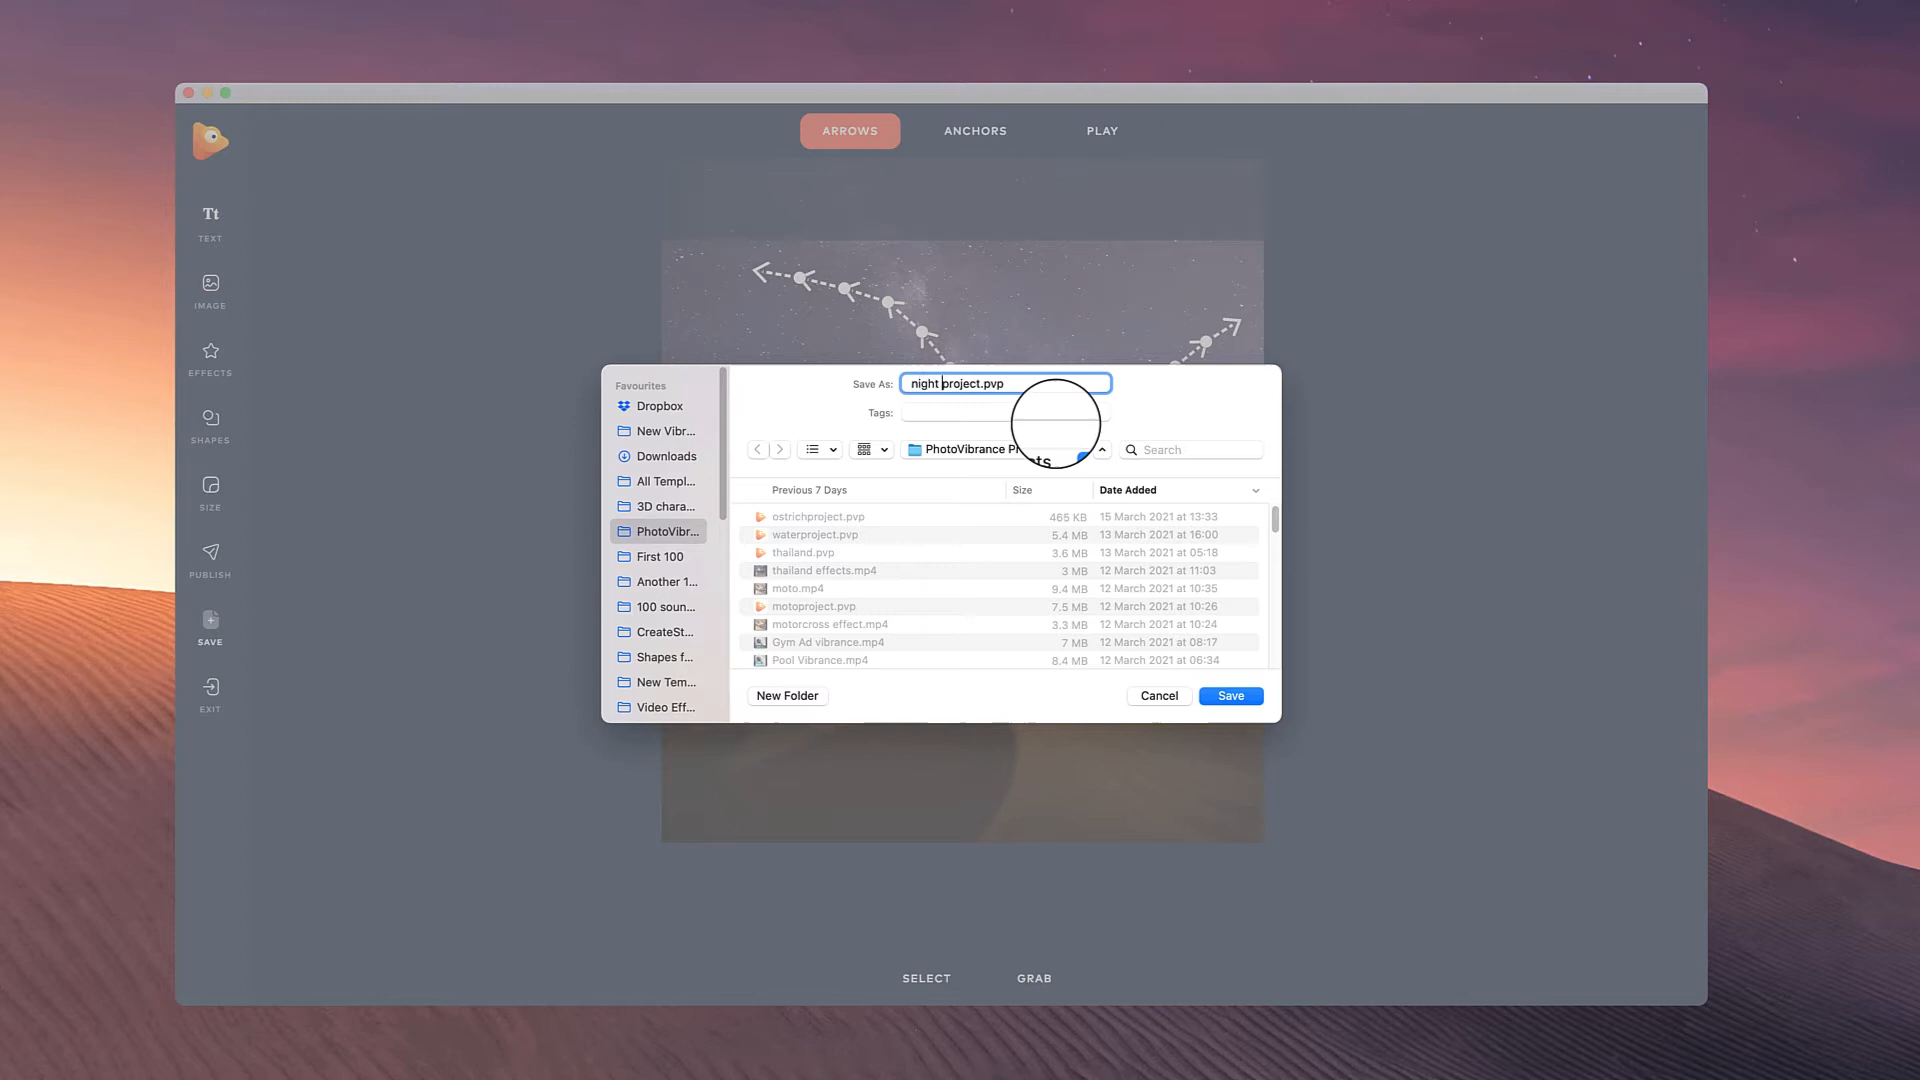 ARROWS ANCHORS PLAY
Tt
TEXT
IMAGE
EFFECTS
SHAPES
SIZE
PUBLISH
SAVE
EXIT
Favourites
Dropbox
New Vibr...
Downloads
All Templ...
3D chara...
PhotoVibr...
First 100
Another 1...
100 soun...
CreateSt...
Shapes f...
New Tem...
Video Eff...
Save As: night project.pvp
Tags:
PhotoVibrance Search
Previous 7 Days Size Date Added
ostrichproject.pvp 465 KB 15 March 2021 at 13:33
waterproject.pvp 5.4 MB 13 March 2021 at 16:00
thailand.pvp 3.6 MB 13 March 2021 at 05:18
thailand effects.mp4 3 MB 12 March 2021 at 11:03
moto.mp4 9.4 MB 12 March 2021 at 10:35
motoproject.pvp 7.5 MB 12 March 2021 at 10:26
motorcross effect.mp4 3.3 MB 12 March 2021 at 10:24
Gym Ad vibrance.mp4 7 MB 12 March 2021 at 08:17
Pool Vibrance.mp4 8.4 MB 12 March 2021 at 06:34
New Folder Cancel Save
SELECT GRAB